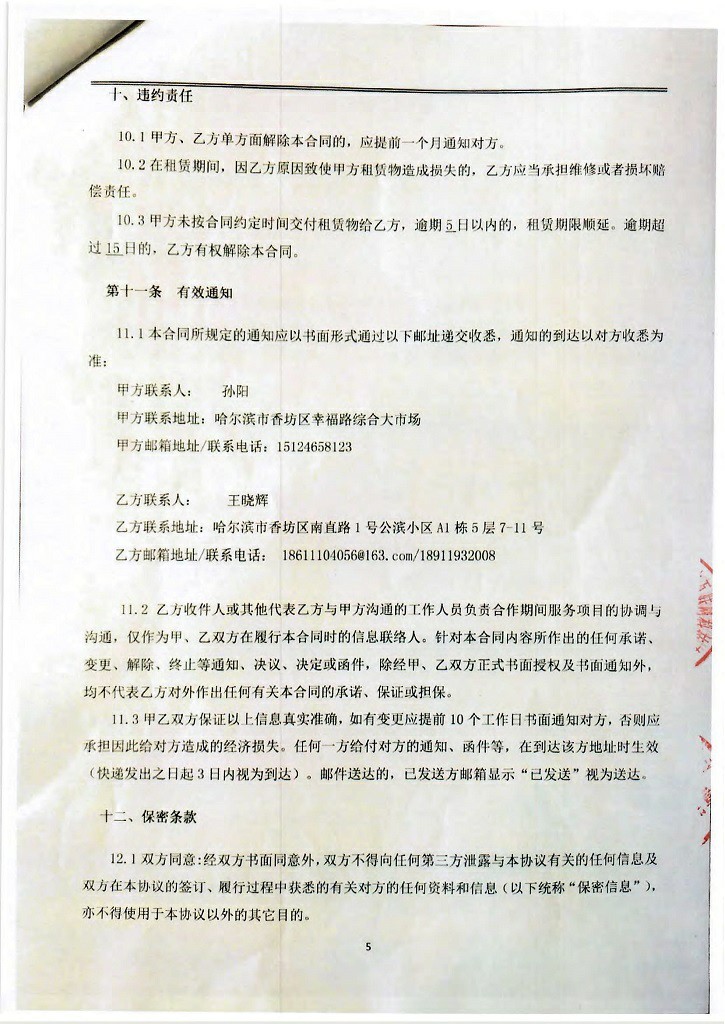 十、违约责任
10.1 甲方、乙方单方面解除本合同的，应提前一个月通知对方。
10.2 在租赁期间，因乙方原因致使甲方租赁物造成损失的，乙方应当承担维修或者损坏赔
偿责任。
10.3 甲方未按合同约定时间交付租赁物给乙方，逾期 5 日以内的，租赁期限顺延。逾期超
过 15 日的，乙方有权解除本合同。
第十一条　有效通知
11.1 本合同所规定的通知应以书面形式通过以下邮址递交收悉，通知的到达以对方收悉为
准：
甲方联系人：　　孙阳
甲方联系地址：哈尔滨市香坊区幸福路综合大市场
甲方邮箱地址/联系电话：15124658123
乙方联系人：　　王晓辉
乙方联系地址：哈尔滨市香坊区南直路 1 号公滨小区 A1 栋 5 层 7-11 号
乙方邮箱地址/联系电话： 18611104056@163.com/18911932008
11.2 乙方收件人或其他代表乙方与甲方沟通的工作人员负责合作期间服务项目的协调与
沟通，仅作为甲、乙双方在履行本合同时的信息联络人。针对本合同内容所作出的任何承诺、
变更、解除、终止等通知、决议、决定或函件，除经甲、乙双方正式书面授权及书面通知外，
均不代表乙方对外作出任何有关本合同的承诺、保证或担保。
11.3 甲乙双方保证以上信息真实准确，如有变更应提前 10 个工作日书面通知对方，否则应
承担因此给对方造成的经济损失。任何一方给付对方的通知、函件等，在到达该方地址时生效
（快递发出之日起 3 日内视为到达）。邮件送达的，已发送方邮箱显示“已发送”视为送达。
十二、保密条款
12.1 双方同意:经双方书面同意外，双方不得向任何第三方泄露与本协议有关的任何信息及
双方在本协议的签订、履行过程中获悉的有关对方的任何资料和信息（以下统称“保密信息”），
亦不得使用于本协议以外的其它目的。
5